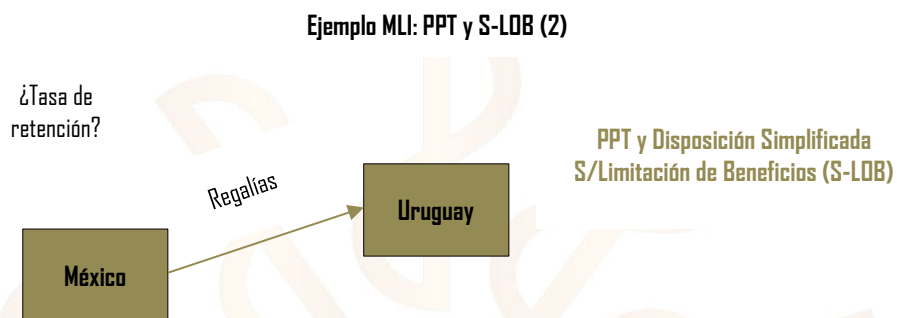 Ejemplo MLI: PPT y S-LOB (2)
¿Tasa de
retención?
PPT y Disposición Simplificada
S/Limitación de Beneficios (S-LOB)
Regalías
Uruguay
México